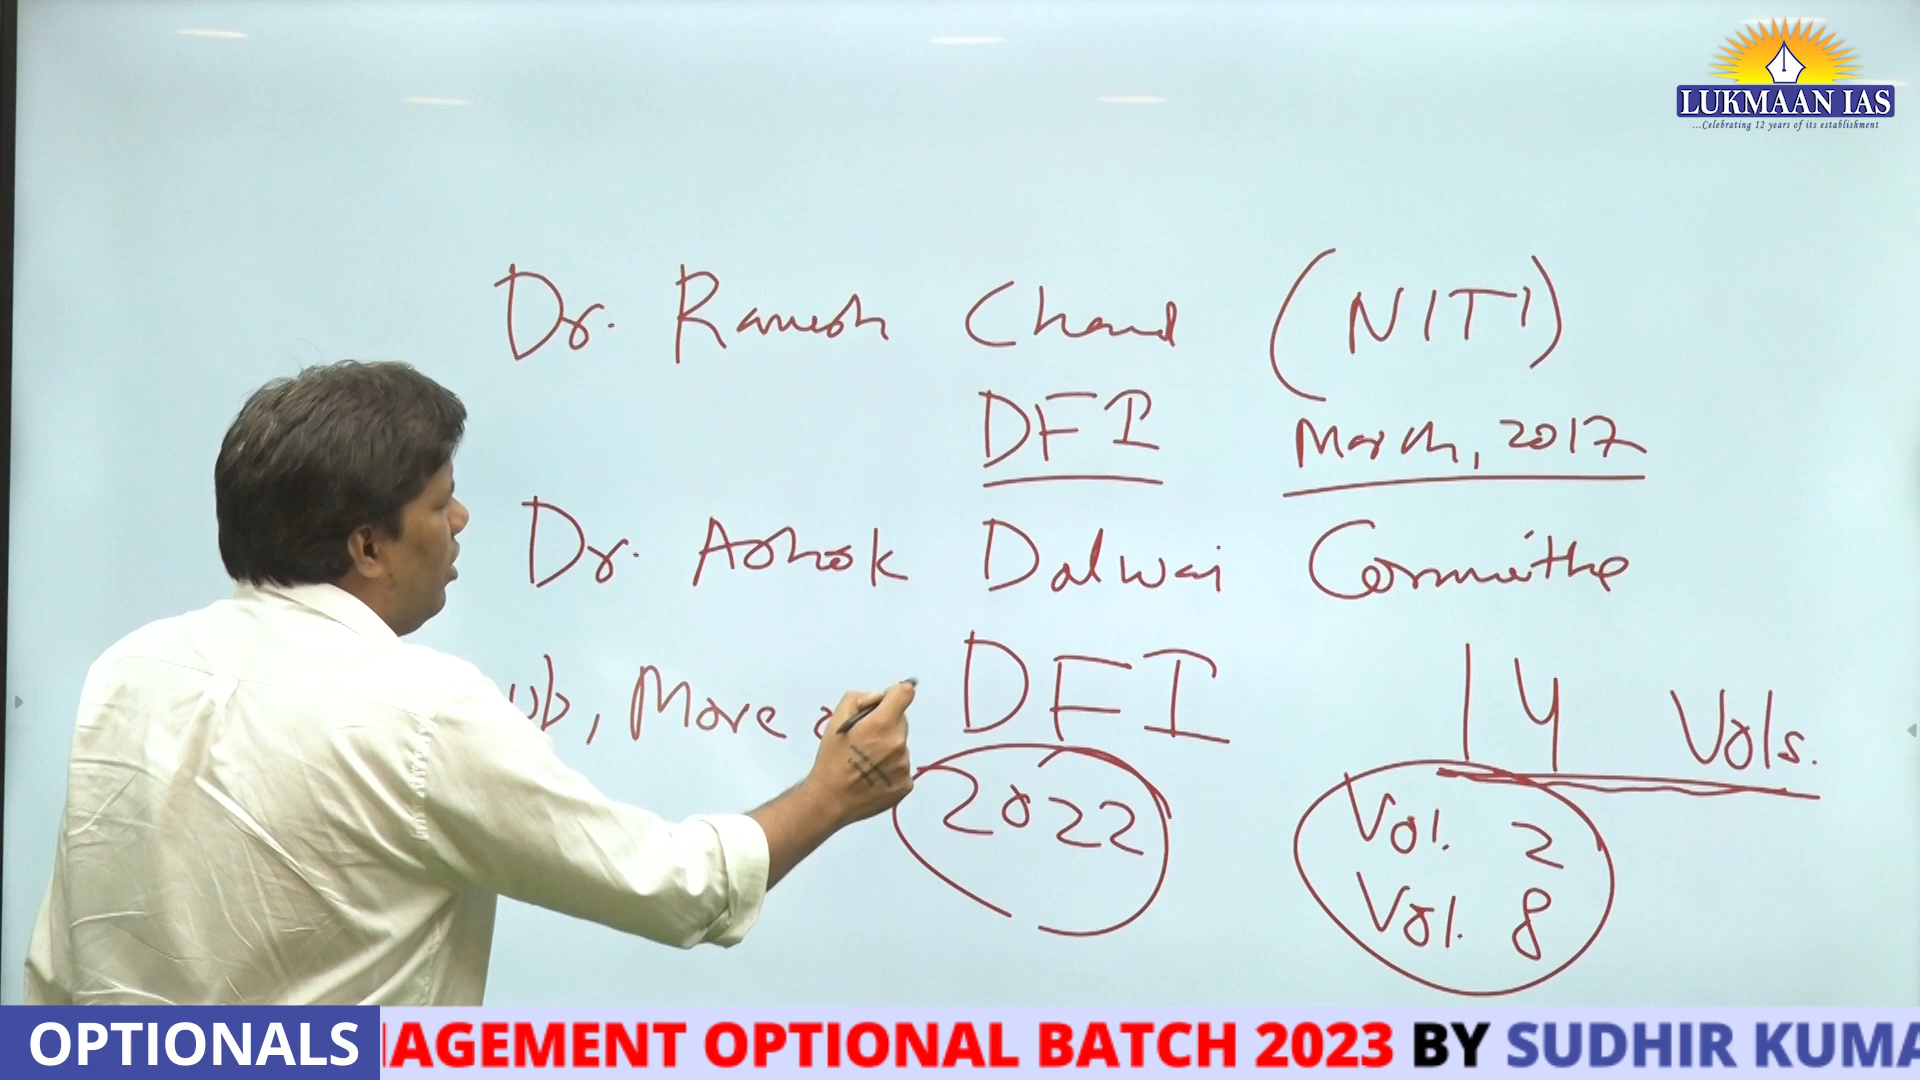 LUKMAAN IAS
...Celebrating 12 years of its establishment
Dr. Ramesh Chand (NITI)
DFI March, 2017
Dr. Ashok Dalwai Committee
, More DFI 14 Vols.
2022 Vol. 2
Vol. 8
OPTIONALS AGEMENT OPTIONAL BATCH 2023 BY SUDHIR KUMA